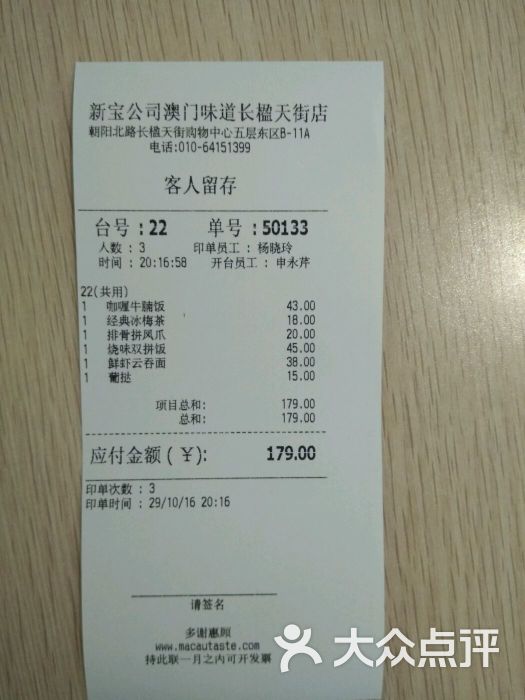 新宝公司澳门味道长楹天街店
朝阳北路长楹天街购物中心五层东区B-11A
电话:010-64151399
客人留存
台号 :22 单号 :50133
人数 : 3 印单员工 : 杨晓玲
时间 : 20:16:58 开台员工 : 申永芹
22(共用)
1 咖喱牛腩饭 43.00
1 经典冰梅茶 18.00
1 排骨拼凤爪 20.00
1 烧味双拼饭 45.00
1 鲜虾云吞面 38.00
1 葡挞 15.00
项目总和: 179.00
总和: 179.00
应付金额(￥): 179.00
印单次数 : 3
印单时间 : 29/10/16 20:16
请签名
多谢惠顾
www.macautaste.com
持此联一月之内可开发票
大众点评